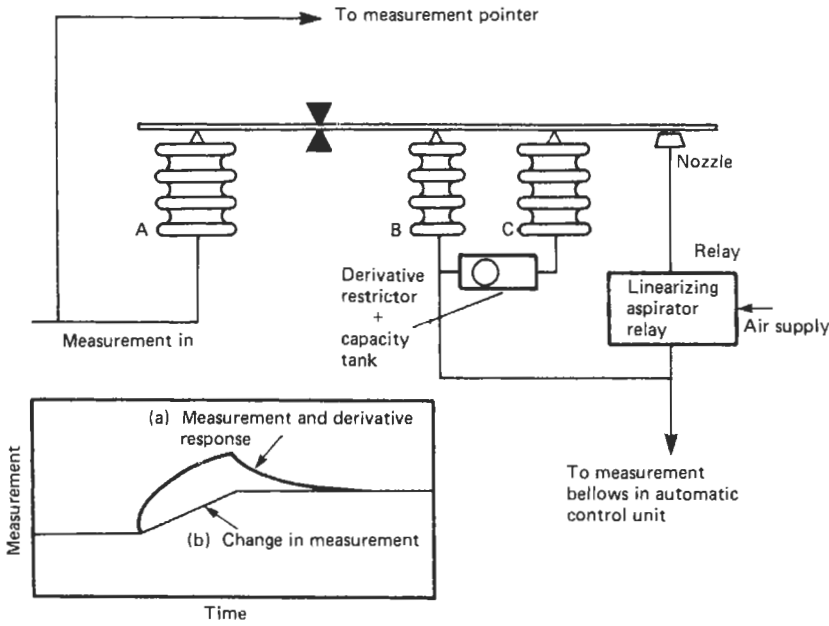 To measurement pointer
A
B
C
Nozzle
Relay
Derivative
restrictor
+
capacity
tank
Linearizing
aspirator
relay
Air supply
Measurement in
(a) Measurement and derivative
response
(b) Change in measurement
Measurement
Time
To measurement
bellows in automatic
control unit